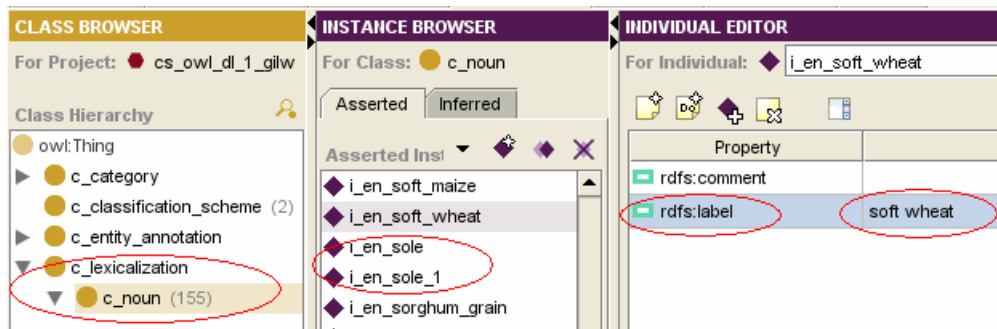 CLASS BROWSER
For Project: cs_owl_dl_1_gilw
Class Hierarchy
owl:Thing
c_category
c_classification_scheme (2)
c_entity_annotation
c_lexicalization
c_noun (155)
INSTANCE BROWSER
For Class: c_noun
Asserted Inferred
Asserted Inst
i_en_soft_maize
i_en_soft_wheat
i_en_sole
i_en_sole_1
i_en_sorghum_grain
INDIVIDUAL EDITOR
For Individual: i_en_soft_wheat
Property
rdfs:comment
rdfs:label soft wheat